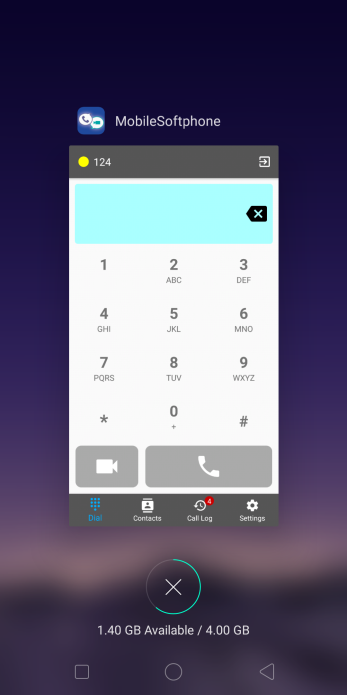 MobileSoftphone
124
1
2
3
ABC
DEF
4
5
6
GHI
JKL
MNO
7
8
9
PQRS
TUV
WXYZ
*
0
#
+
4
Dial
Contacts
Call Log
Settings
1.40 GB Available / 4.00 GB